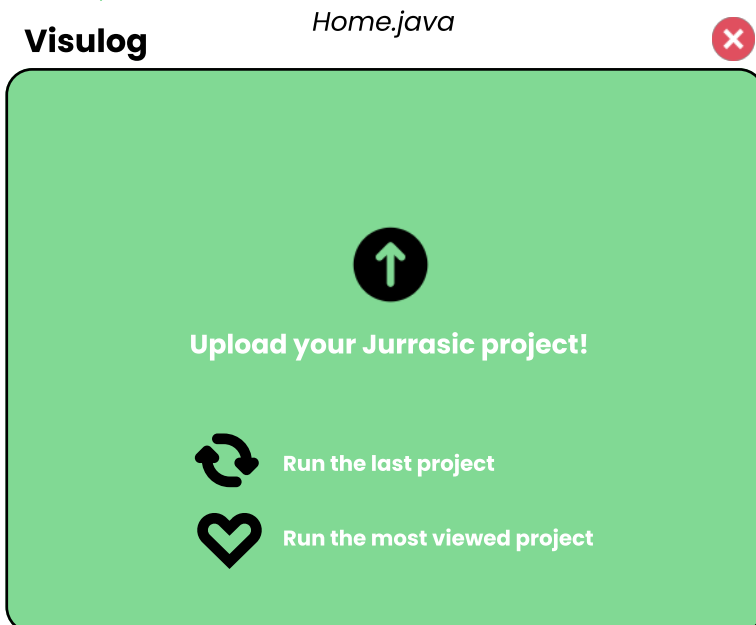 Home.java
Visulog
Upload your Jurrasic project!
Run the last project
Run the most viewed project